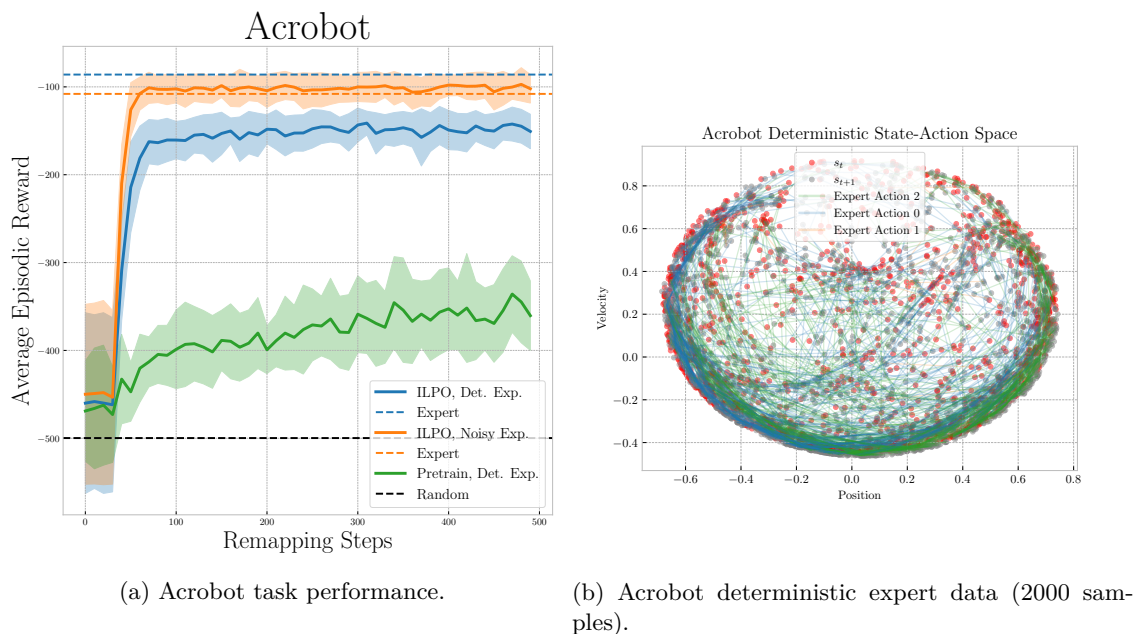 Acrobot
Average Episodic Reward
−100
−200
−300
−400
−500
ILPO, Det. Exp.
Expert
ILPO, Noisy Exp.
Expert
Pretrain, Det. Exp.
Random
0
100
200
300
400
500
Remapping Steps
(a) Acrobot task performance.
Acrobot Deterministic State-Action Space
Velocity
0.8
0.6
0.4
0.2
0.0
−0.2
−0.4
s_t
s_{t+1}
Expert Action 2
Expert Action 0
Expert Action 1
−0.6
−0.4
−0.2
0.0
0.2
0.4
0.6
0.8
Position
(b) Acrobot deterministic expert data (2000 sam-
ples).